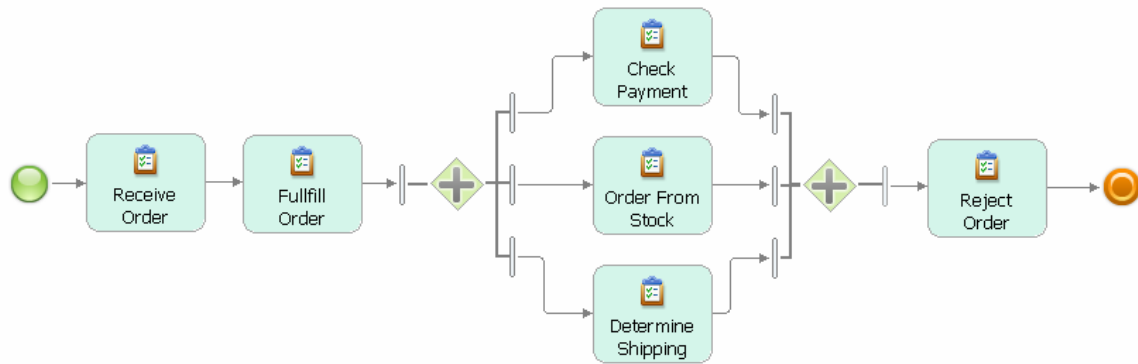 Receive
Order
Fullfill
Order
Check
Payment
Order From
Stock
Determine
Shipping
Reject
Order